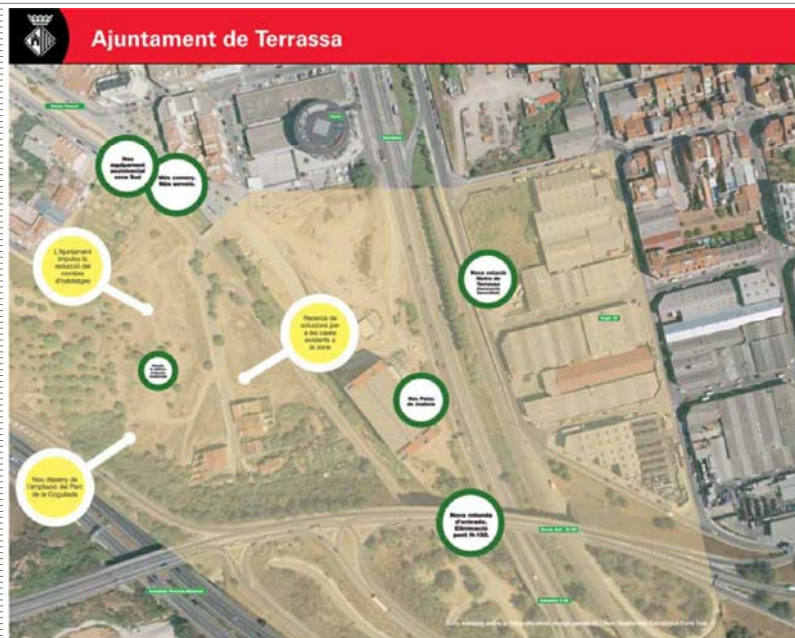 Ajuntament de Terrassa
Nou
equipament
assistencial
zona Sud
Més comerç.
Més serveis.
L'Ajuntament
impulsa la
reducció del
nombre
d'habitatges
Nova estació
Metro de
Terrassa
Recerca de
solucions per
a les cases
existents a
la zona
Nou Palau
de Justícia
Nou disseny de
l'ampliació del Parc
de la Cogullada
Nova rotonda
d'entrada.
Eliminació
pont N-150.